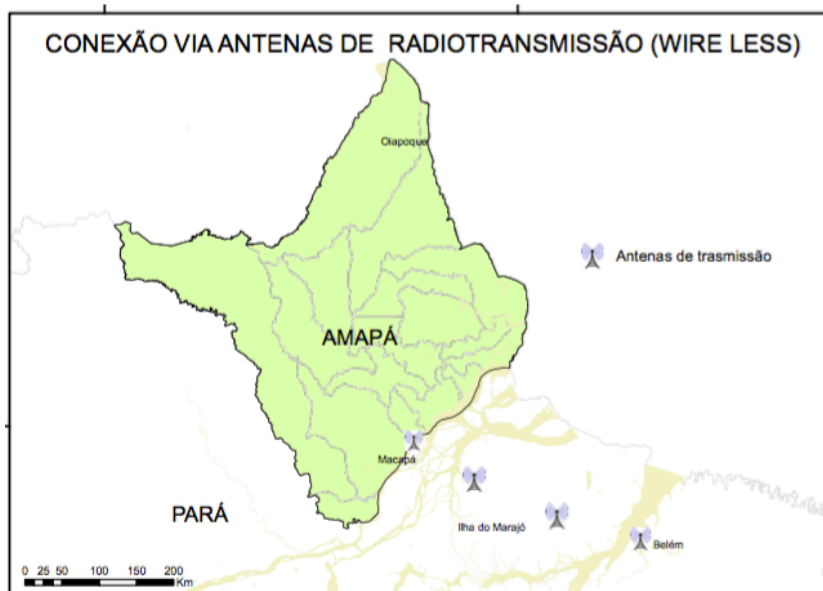 CONEXÃO VIA ANTENAS DE RADIOTRANSMISSÃO (WIRE LESS)
Oiapoque
Antenas de trasmissão
AMAPÁ
Macapá
PARÁ
Ilha do Marajó
Belém
0 25 50 100 150 200
Km